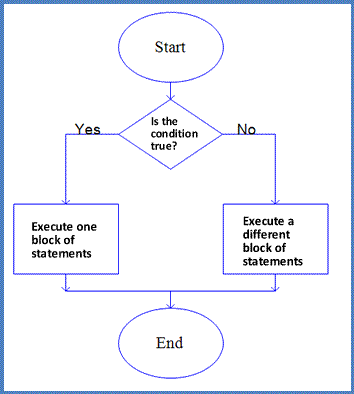 Start
Is the
condition
true?
Yes
No
Execute one
block of
statements
Execute a
different
block of
statements
End